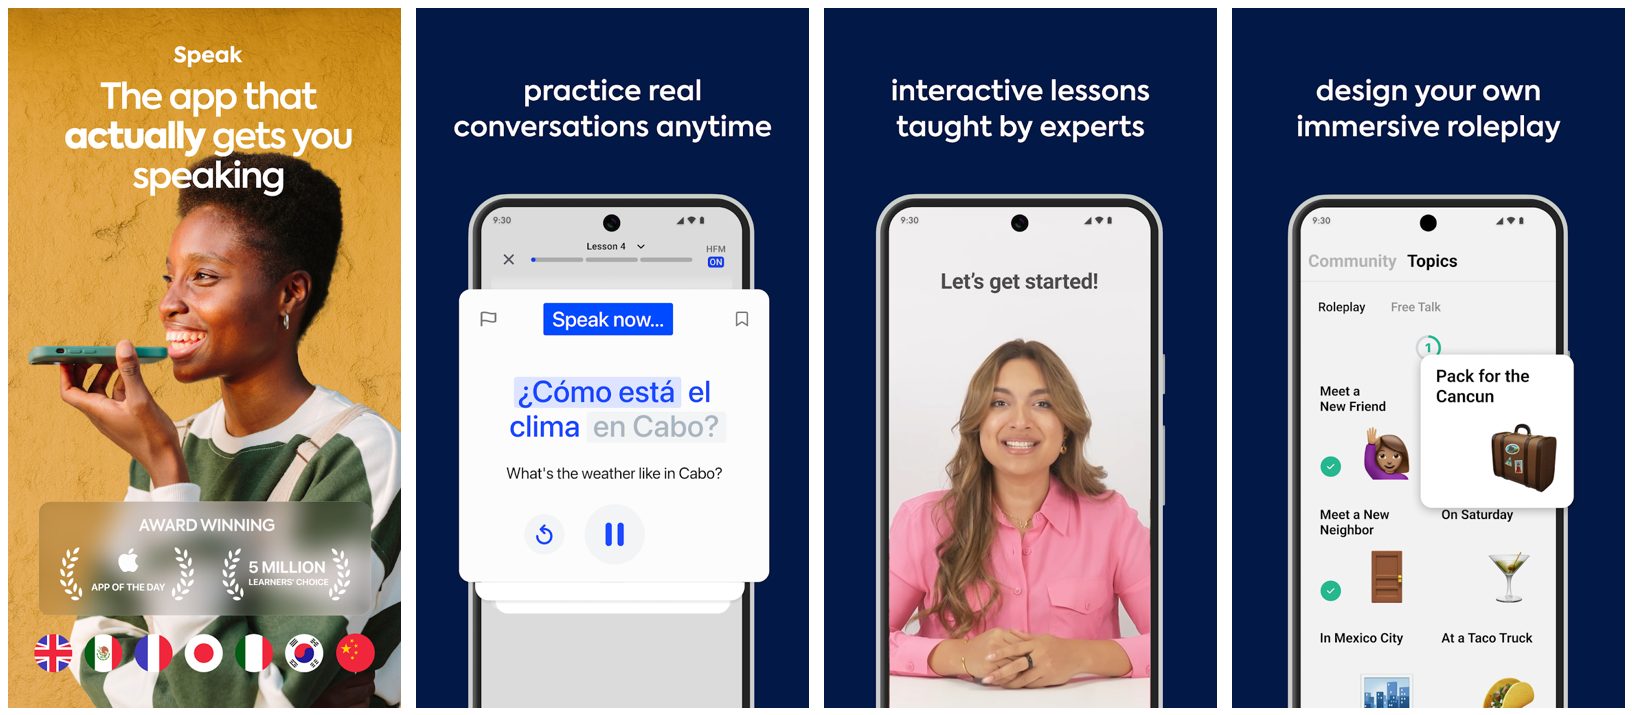 Speak
The app that
actually gets you
speaking
AWARD WINNING
APP OF THE DAY
5 MILLION
LEARNERS' CHOICE
practice real
conversations anytime
9:30
Lesson 4
HFM
ON
Speak now...
¿Cómo está el
clima en Cabo?
What's the weather like in Cabo?
interactive lessons
taught by experts
9:30
Let's get started!
design your own
immersive roleplay
9:30
Community Topics
Roleplay Free Talk
1
Pack for the
Cancun
Meet a
New Friend
Meet a New
Neighbor
On Saturday
In Mexico City
At a Taco Truck